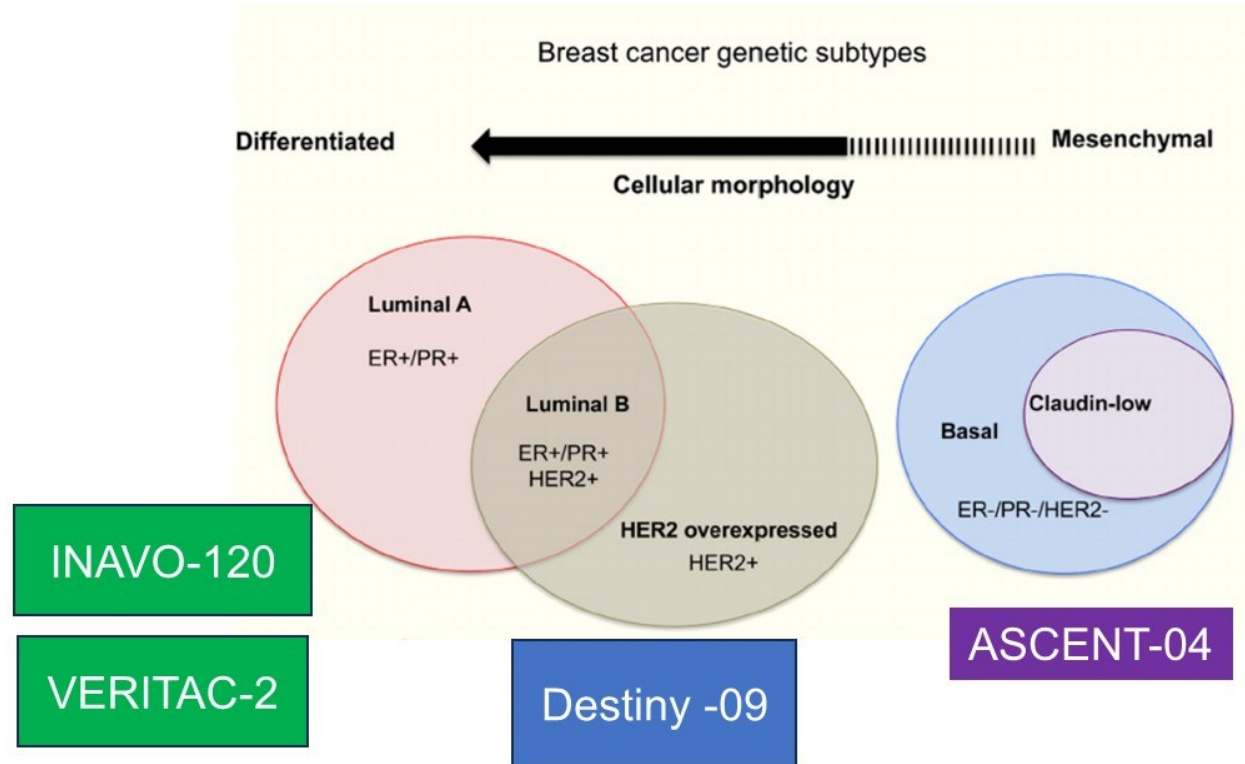 Breast cancer genetic subtypes
Differentiated
Mesenchymal
Cellular morphology
Luminal A
ER+/PR+
Luminal B
ER+/PR+
HER2+
HER2 overexpressed
HER2+
Claudin-low
Basal
ER-/PR-/HER2-
INAVO-120
VERITAC-2
Destiny -09
ASCENT-04